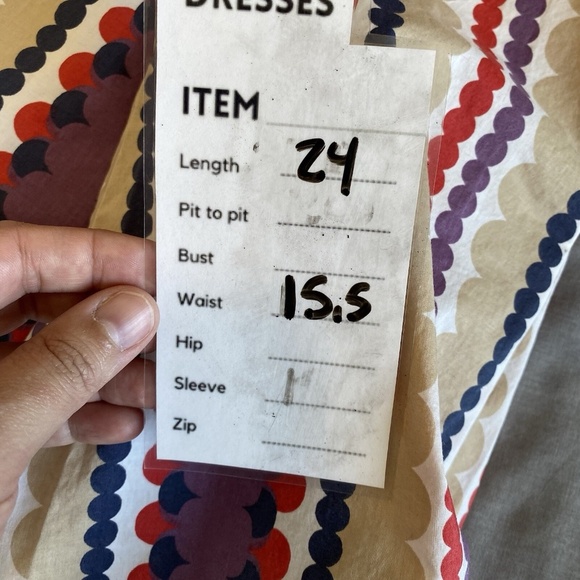 DRESSES
ITEM
Length 24
Pit to pit
Bust
Waist 15.5
Hip
Sleeve
Zip